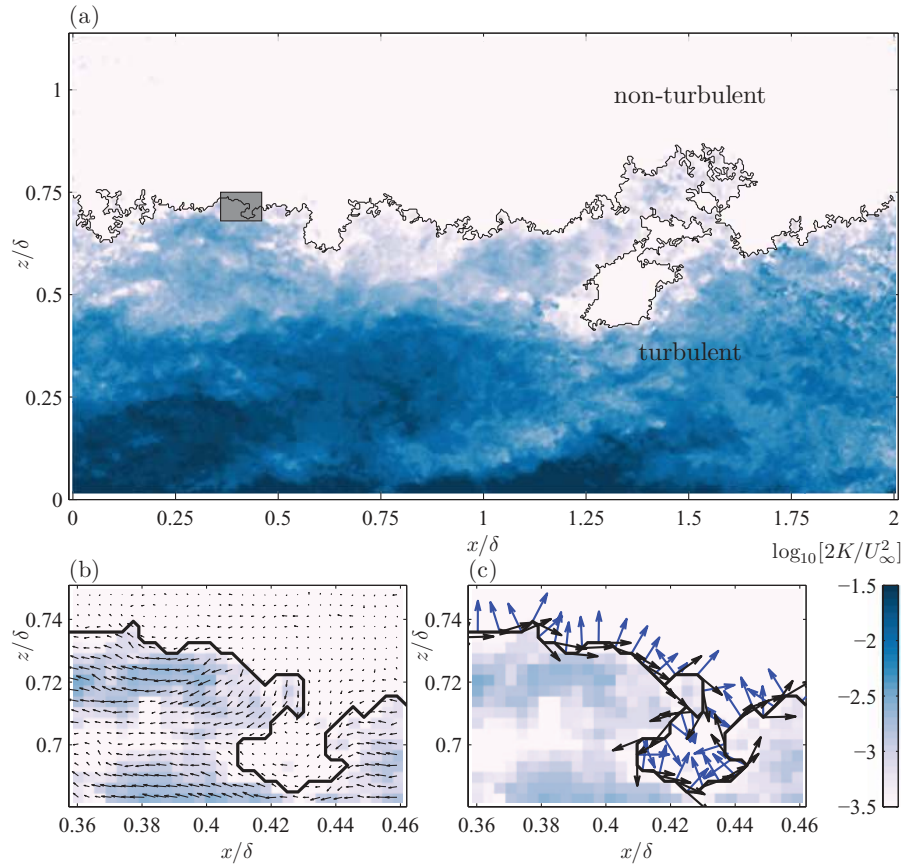 (a)
1
0.75
0.5
0.25
0
z/δ
non-turbulent
turbulent
0 0.25 0.5 0.75 1 1.25 1.5 1.75 2
x/δ
log₁₀[2K/U²∞]
(b)
0.74
0.72
0.7
z/δ
0.36 0.38 0.4 0.42 0.44 0.46
x/δ
(c)
0.74
0.72
0.7
z/δ
0.36 0.38 0.4 0.42 0.44 0.46
x/δ
−1.5
−2
−2.5
−3
−3.5